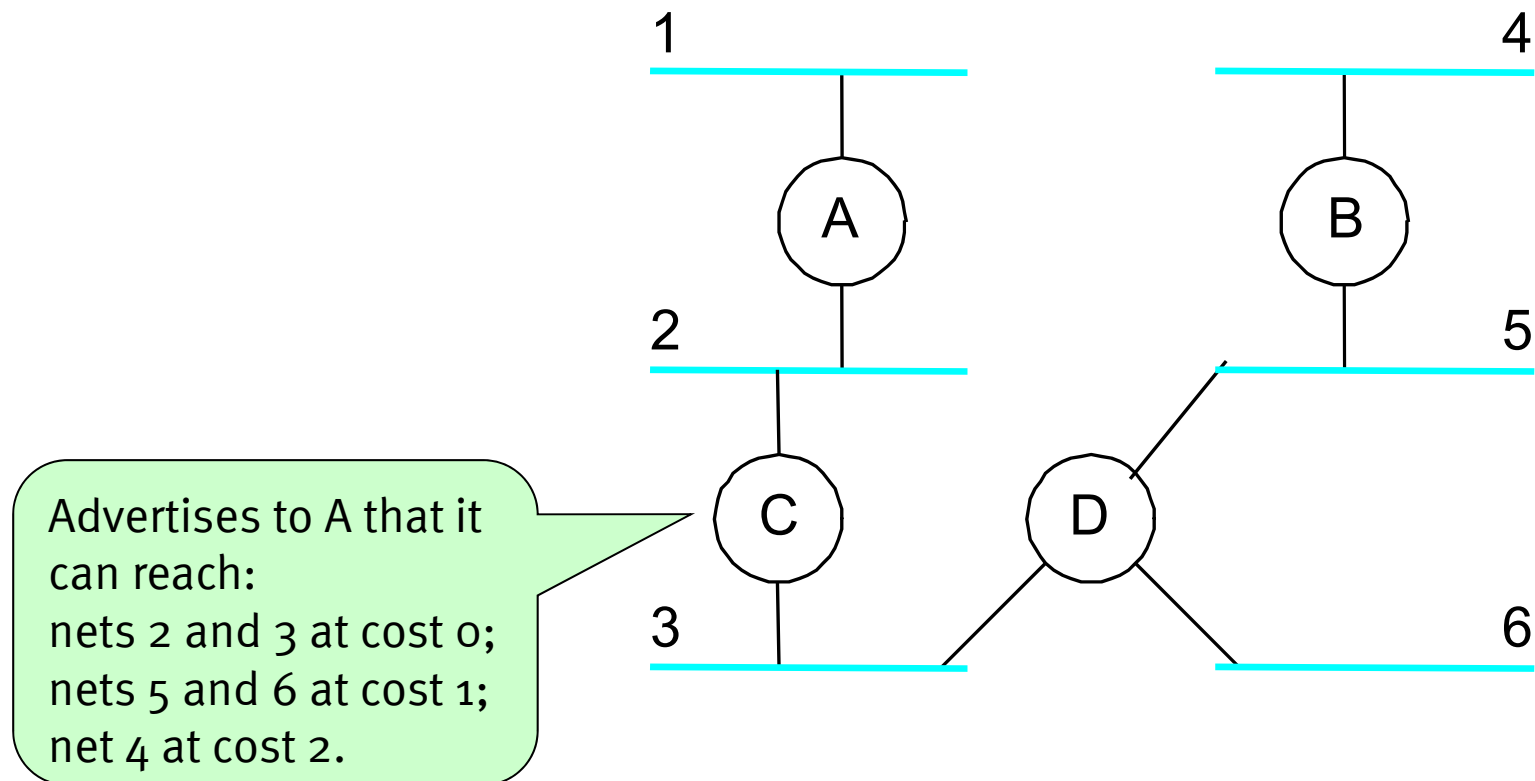 1
4
A
B
2
5
Advertises to A that it
can reach:
nets 2 and 3 at cost 0;
nets 5 and 6 at cost 1;
net 4 at cost 2.
C
D
3
6